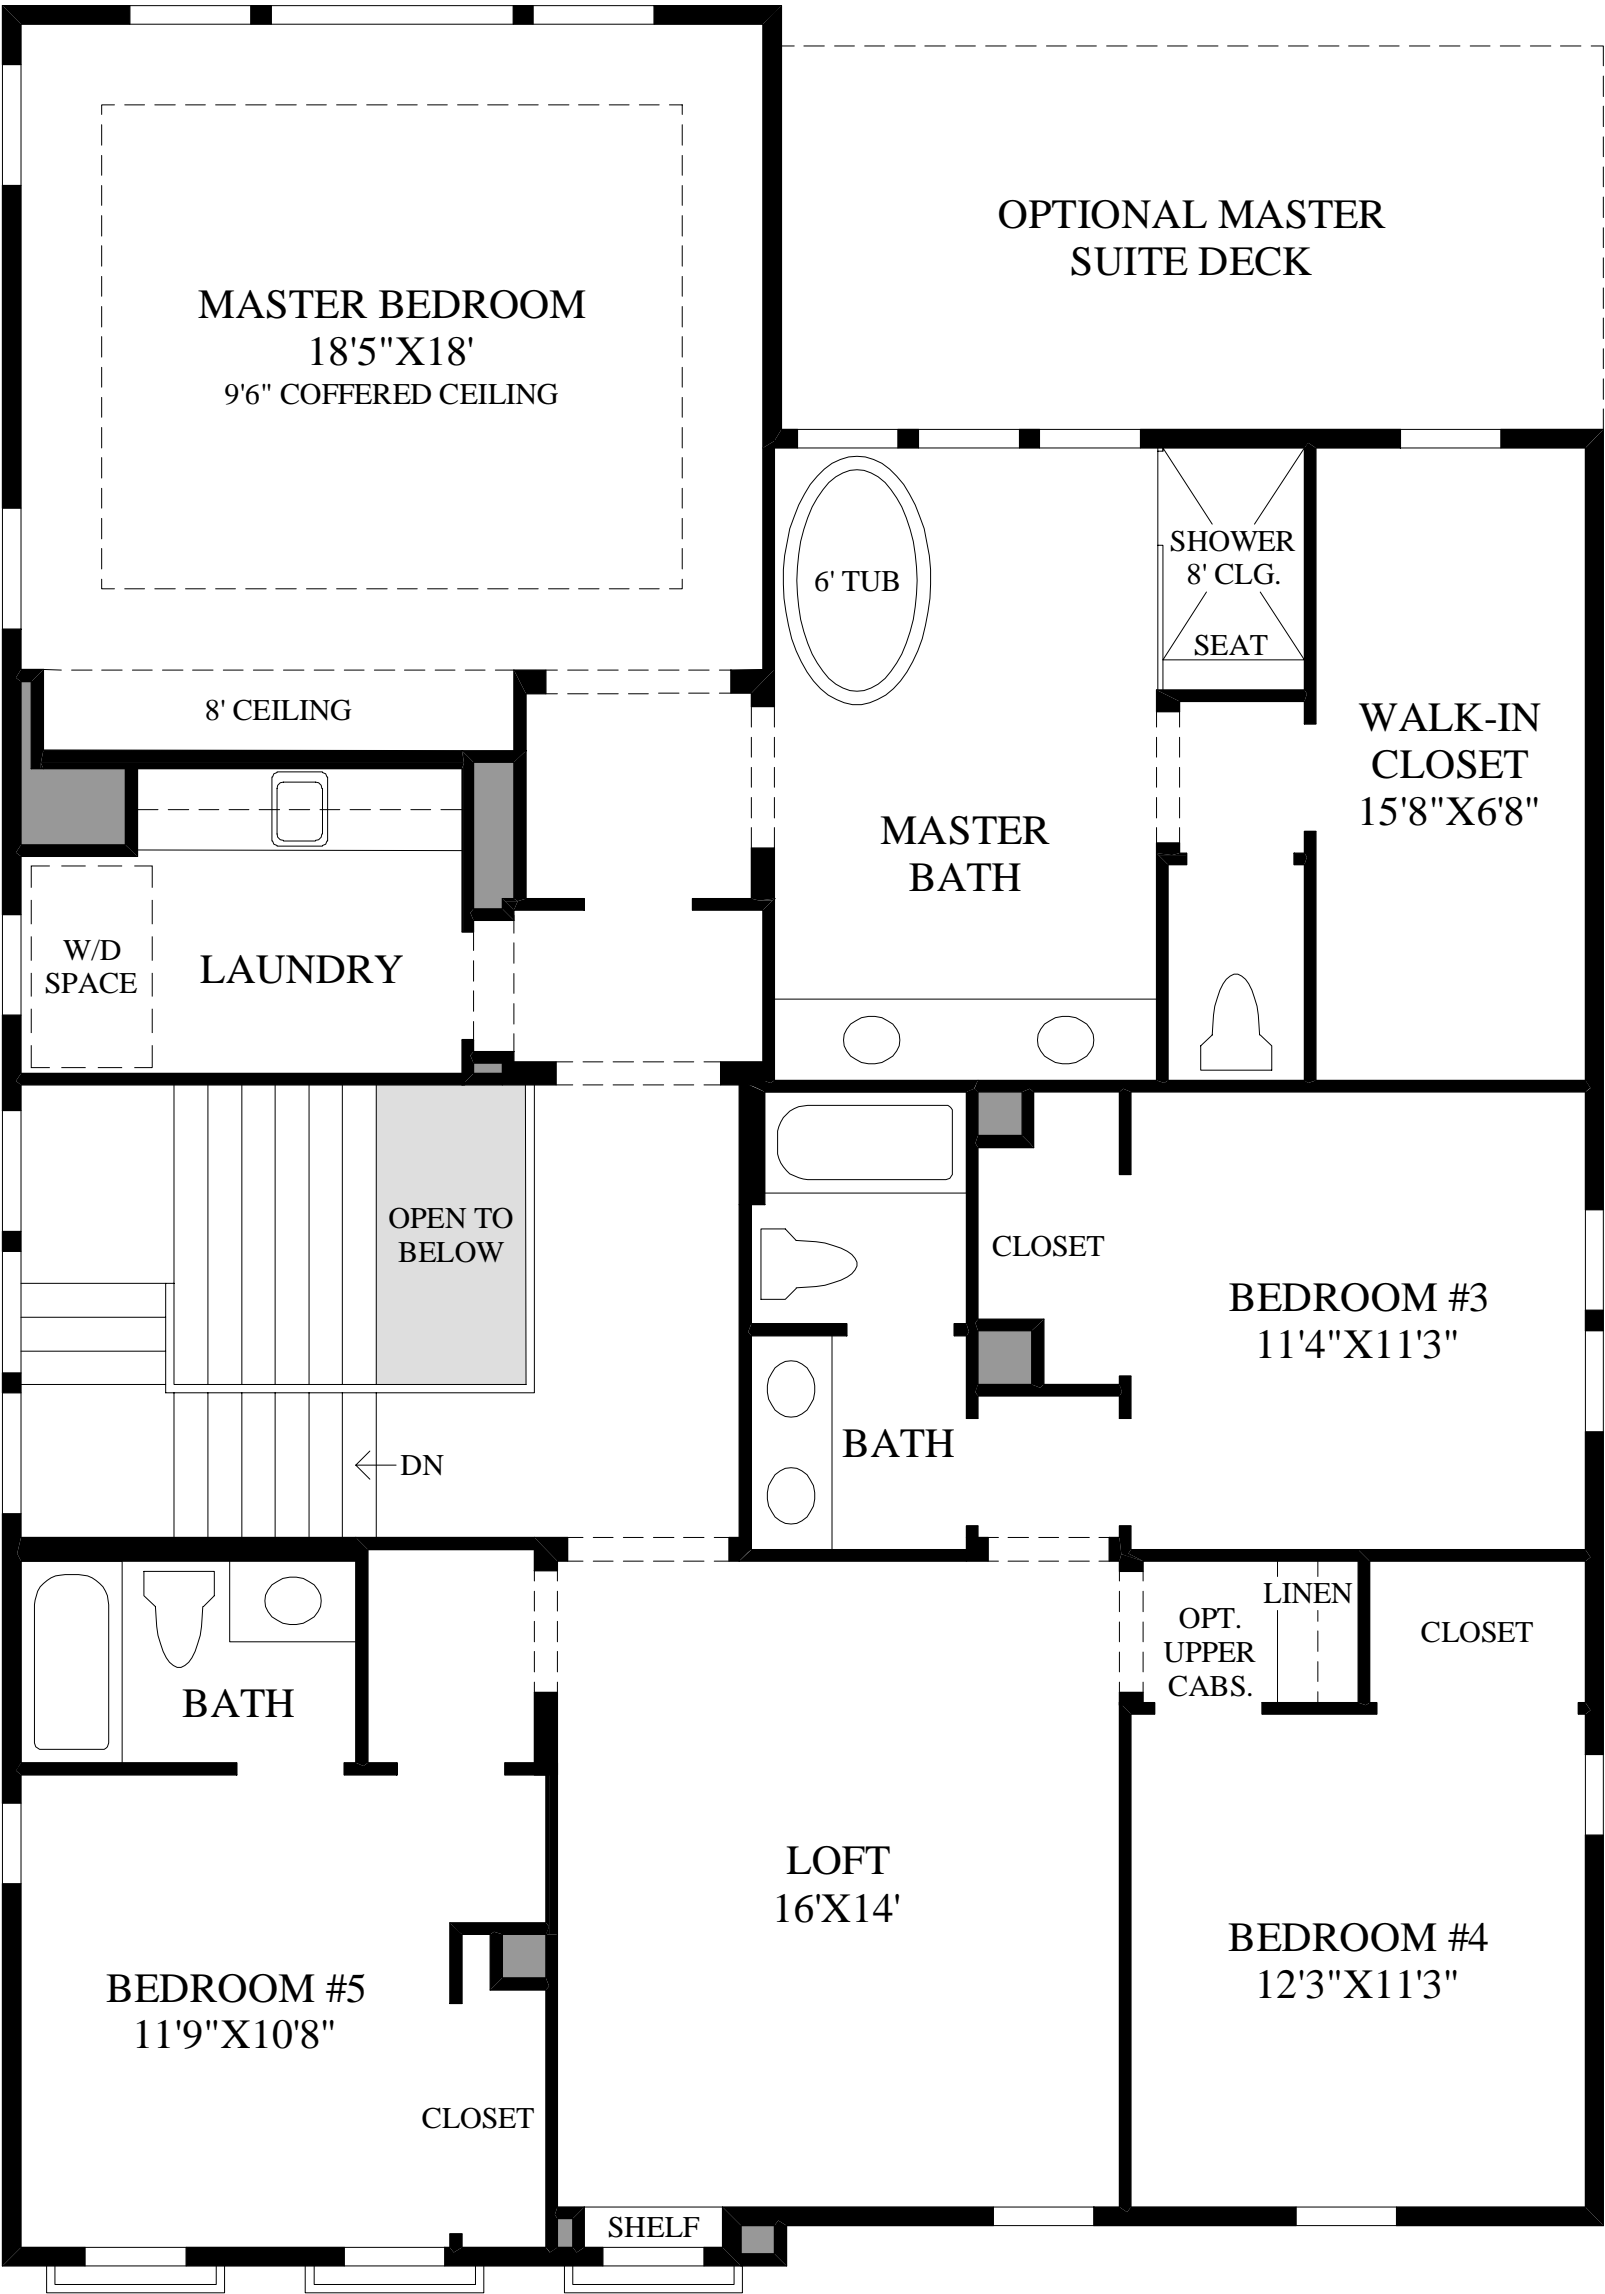 OPTIONAL MASTER
SUITE DECK
MASTER BEDROOM
18'5"X18'
9'6" COFFERED CEILING
6' TUB
SHOWER
8' CLG.
SEAT
8' CEILING
WALK-IN
CLOSET
15'8"X6'8"
MASTER
BATH
W/D
SPACE
LAUNDRY
OPEN TO
BELOW
CLOSET
BEDROOM #3
11'4"X11'3"
BATH
DN
LINEN
OPT.
UPPER
CABS.
CLOSET
BATH
LOFT
16'X14'
BEDROOM #4
12'3"X11'3"
BEDROOM #5
11'9"X10'8"
CLOSET
SHELF